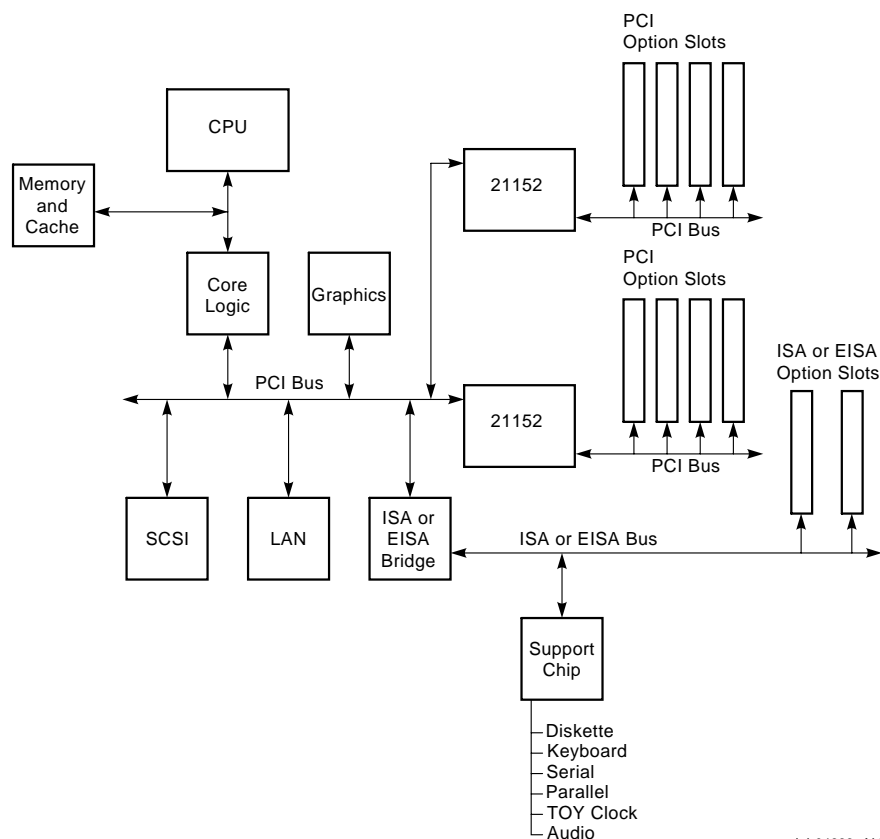 PCI
Option Slots
CPU
21152
Memory
and
Cache
PCI Bus
PCI
Option Slots
Core
Logic
Graphics
ISA or EISA
Option Slots
PCI Bus
21152
PCI Bus
SCSI
LAN
ISA or
EISA
Bridge
ISA or EISA Bus
Support
Chip
Diskette
Keyboard
Serial
Parallel
TOY Clock
Audio